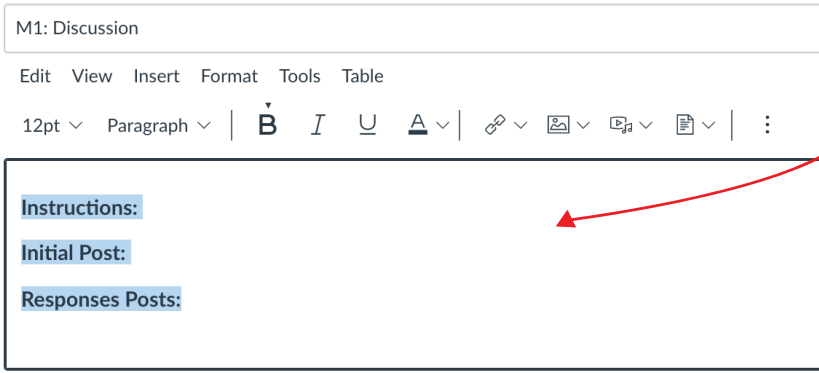 M1: Discussion
Edit View Insert Format Tools Table
12pt Paragraph B I U A
Instructions:
Initial Post:
Responses Posts: